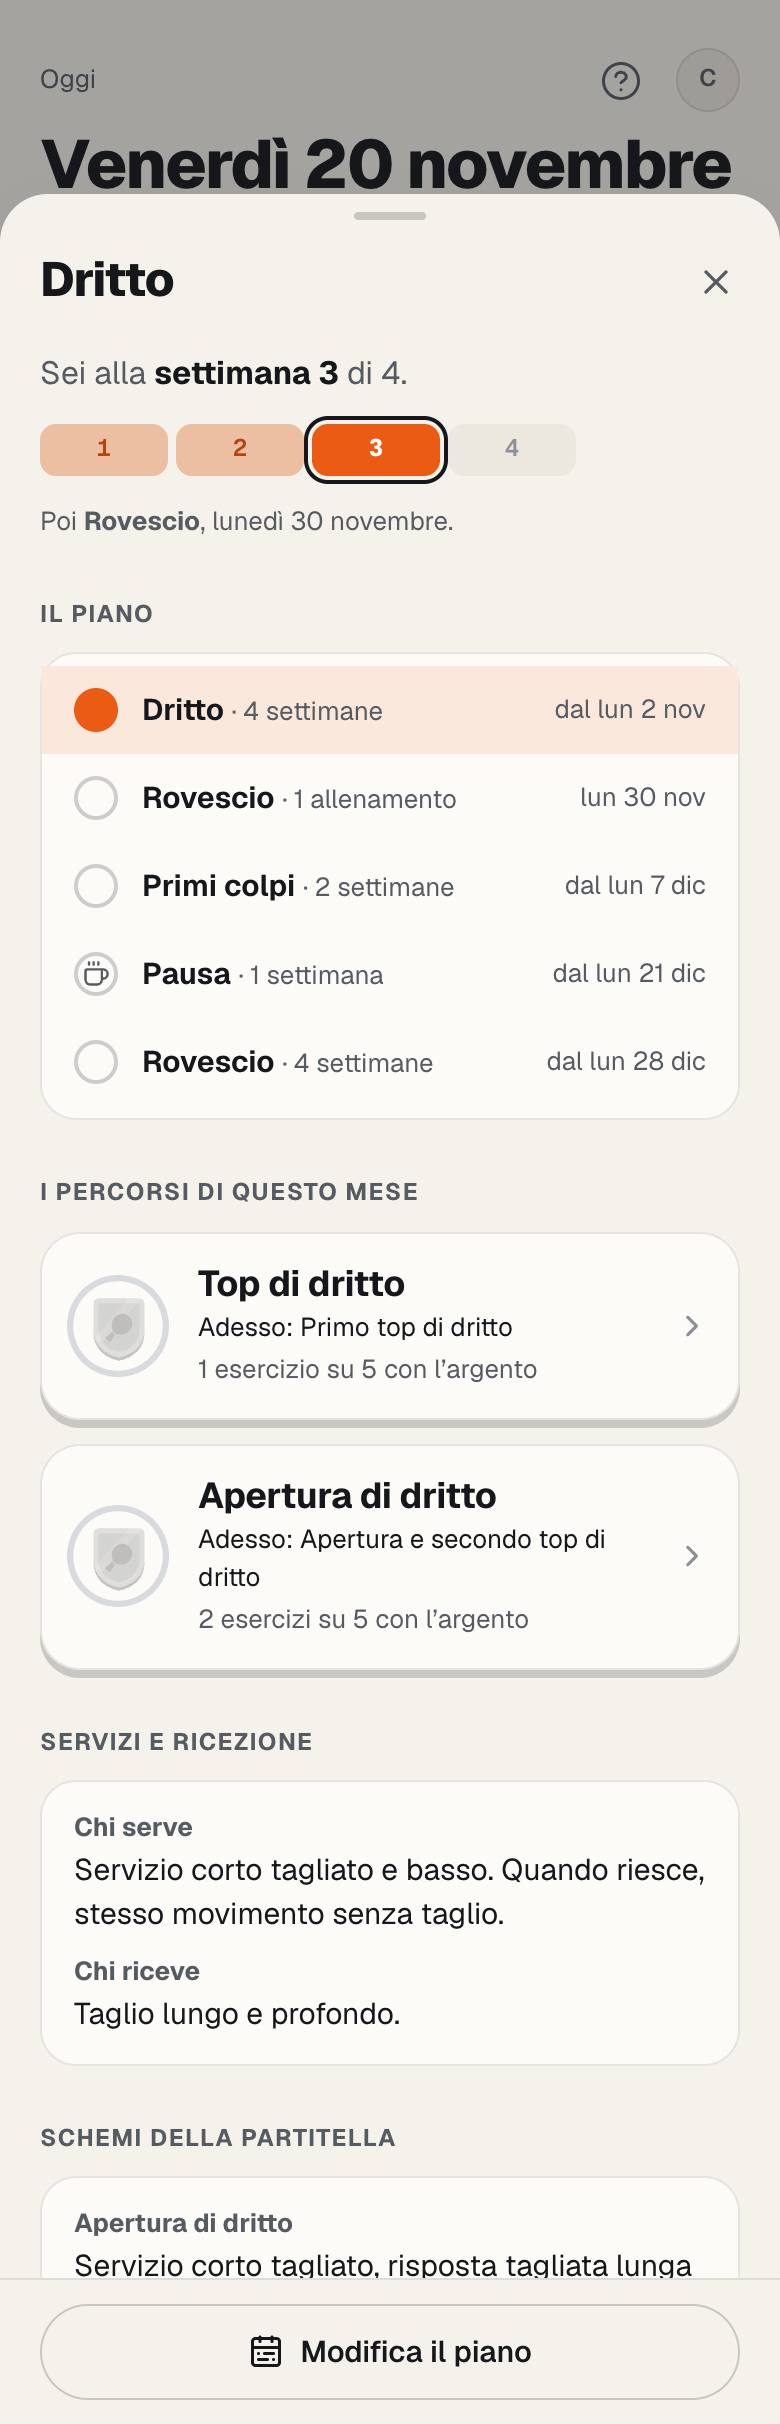 Oggi
C
Venerdì 20 novembre
Dritto
Sei alla settimana 3 di 4.
1 2 3 4
Poi Rovescio, lunedì 30 novembre.
IL PIANO
Dritto · 4 settimane dal lun 2 nov
Rovescio · 1 allenamento lun 30 nov
Primi colpi · 2 settimane dal lun 7 dic
Pausa · 1 settimana dal lun 21 dic
Rovescio · 4 settimane dal lun 28 dic
I PERCORSI DI QUESTO MESE
Top di dritto
Adesso: Primo top di dritto
1 esercizio su 5 con l’argento
Apertura di dritto
Adesso: Apertura e secondo top di
dritto
2 esercizi su 5 con l’argento
SERVIZI E RICEZIONE
Chi serve
Servizio corto tagliato e basso. Quando riesce,
stesso movimento senza taglio.
Chi riceve
Taglio lungo e profondo.
SCHEMI DELLA PARTITELLA
Apertura di dritto
Servizio corto tagliato, risposta tagliata lunga
Modifica il piano